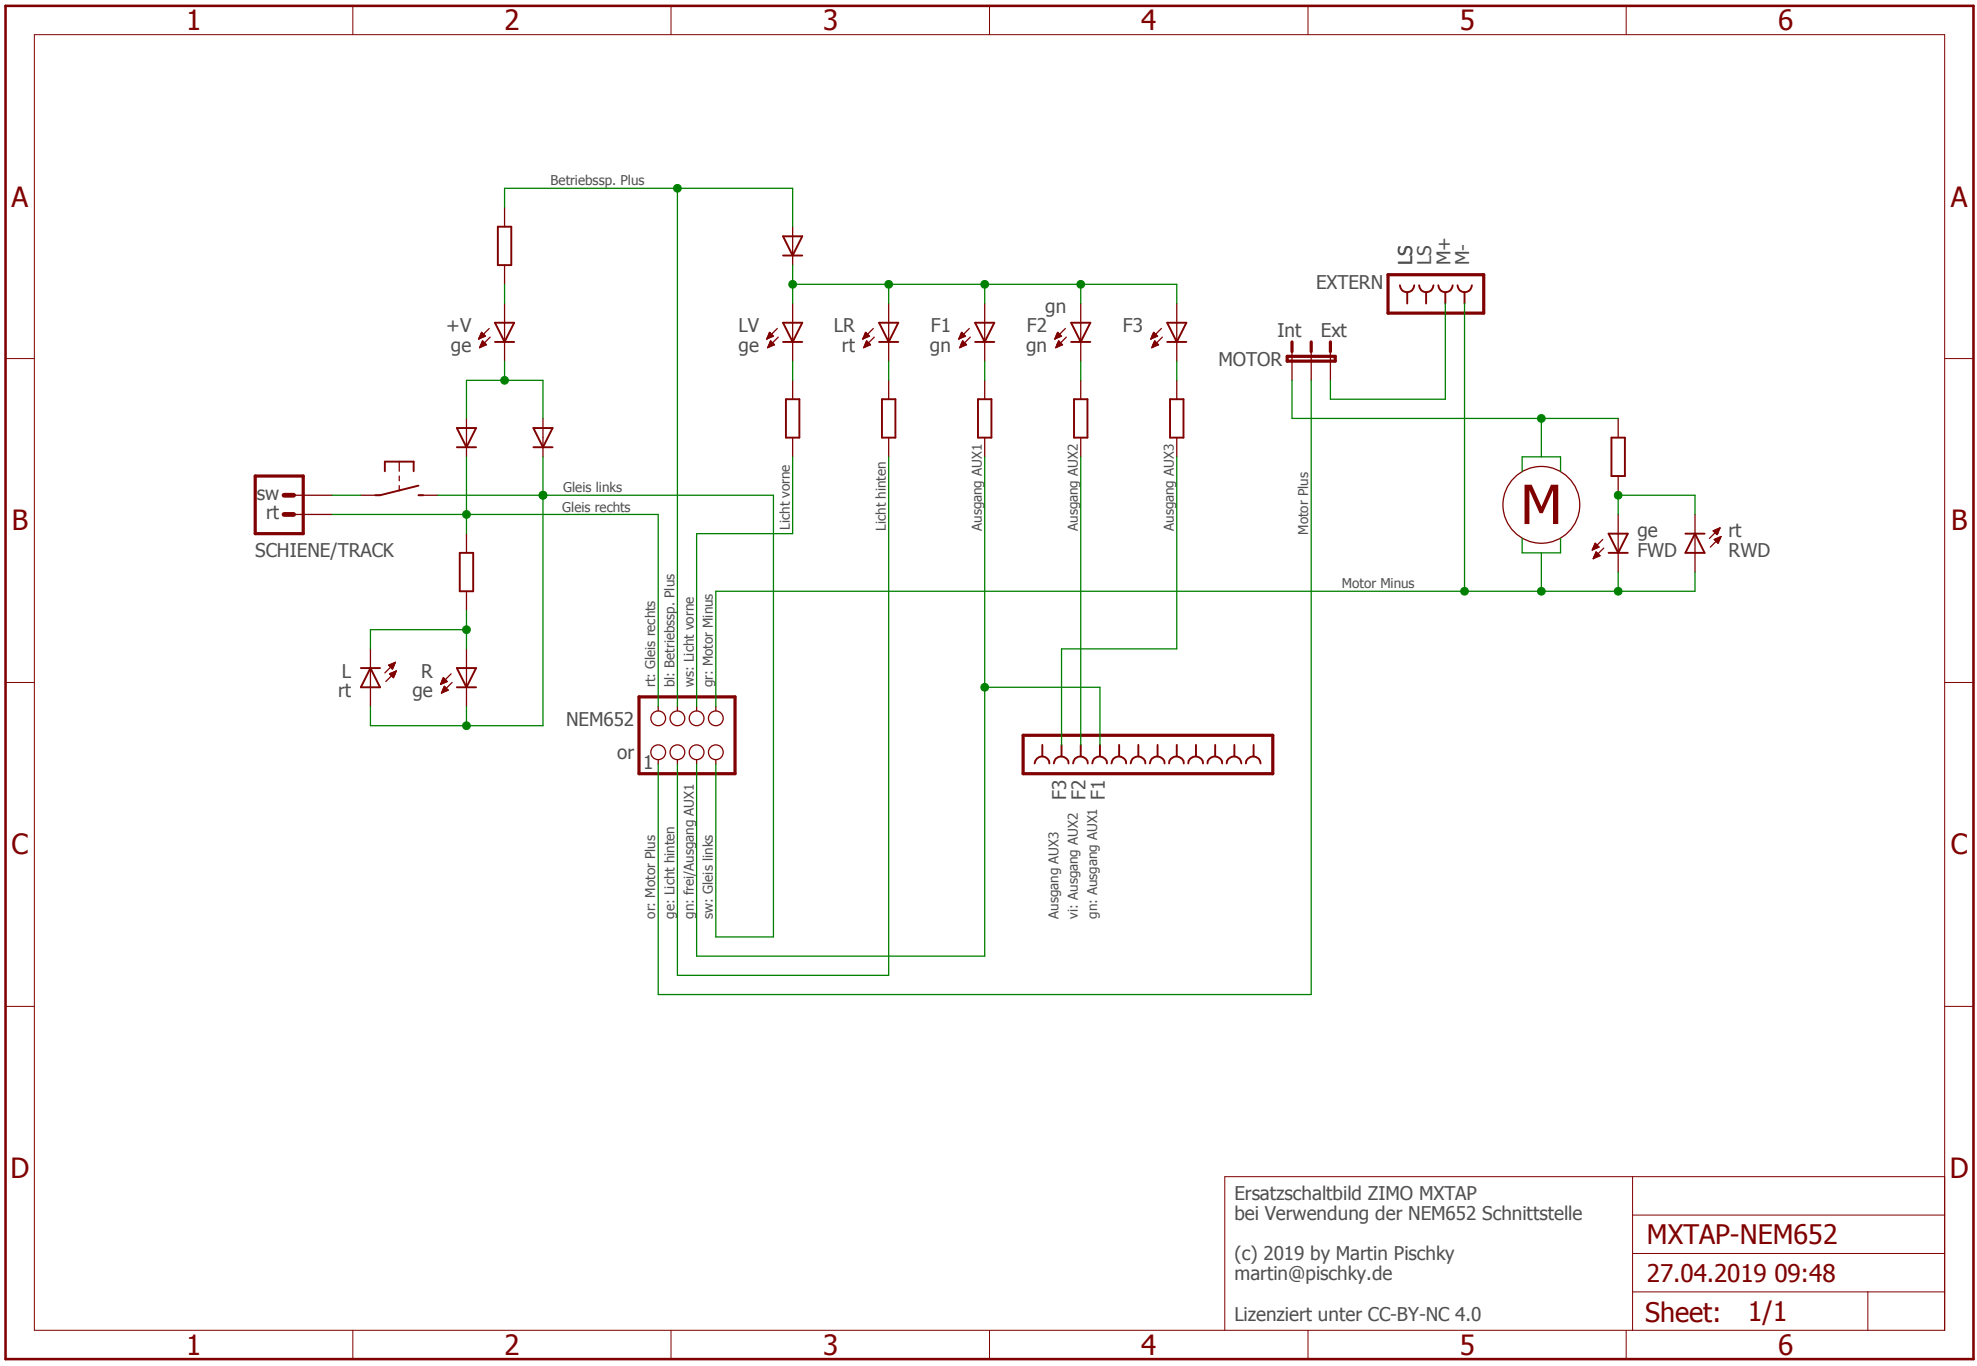 1 2 3 4 5 6
A A
Betriebssp. Plus
LS
LS
M+
M-
EXTERN
+V
ge
LV
ge
LR
rt
F1
gn
gn
F2
gn
F3
Int Ext
MOTOR
B B
sw
rt
SCHIENE/TRACK
Gleis links
Gleis rechts
Licht vorne
Licht hinten
Ausgang AUX1
Ausgang AUX2
Ausgang AUX3
Motor Plus
M
ge
FWD
rt
RWD
Motor Minus
L
rt
R
ge
rt: Gleis rechts
bl: Betriebssp. Plus
ws: Licht vorne
gr: Motor Minus
NEM652
or
1
or: Motor Plus
ge: Licht hinten
gn: frei/Ausgang AUX1
sw: Gleis links
F3
F2
F1
Ausgang AUX3
vi: Ausgang AUX2
gn: Ausgang AUX1
C C
D D
Ersatzschaltbild ZIMO MXTAP
bei Verwendung der NEM652 Schnittstelle
(c) 2019 by Martin Pischky
martin@pischky.de
Lizenziert unter CC-BY-NC 4.0
MXTAP-NEM652
27.04.2019 09:48
Sheet: 1/1
1 2 3 4 5 6